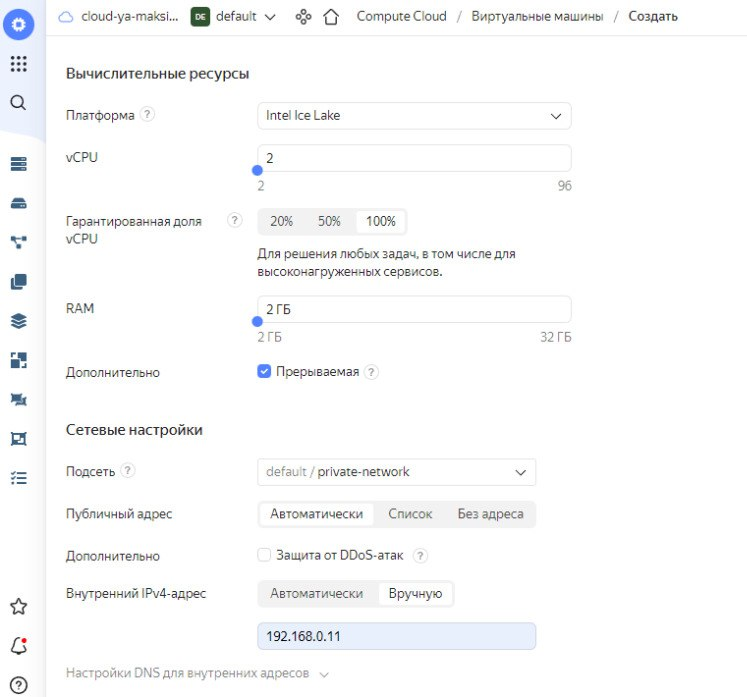 cloud-ya-maksi... DE default Compute Cloud / Виртуальные машины / Создать
Вычислительные ресурсы
Платформа ? Intel Ice Lake
vCPU 2
2 96
Гарантированная доля vCPU ? 20% 50% 100%
Для решения любых задач, в том числе для
высоконагруженных сервисов.
RAM 2 ГБ
2 ГБ 32 ГБ
Дополнительно Прерываемая ?
Сетевые настройки
Подсеть ? default / private-network
Публичный адрес Автоматически Список Без адреса
Дополнительно Защита от DDoS-атак ?
Внутренний IPv4-адрес Автоматически Вручную
192.168.0.11
Настройки DNS для внутренних адресов